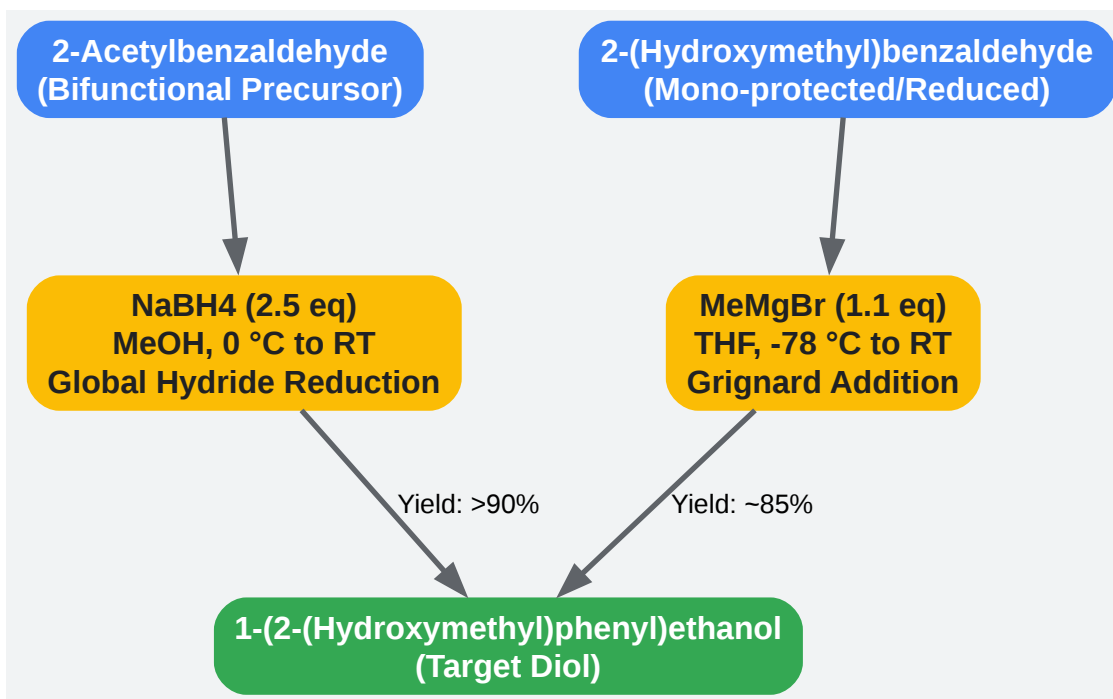 2-Acetylbenzaldehyde
(Bifunctional Precursor)
2-(Hydroxymethyl)benzaldehyde
(Mono-protected/Reduced)
NaBH4 (2.5 eq)
MeOH, 0 °C to RT
Global Hydride Reduction
MeMgBr (1.1 eq)
THF, -78 °C to RT
Grignard Addition
Yield: >90%
Yield: ~85%
1-(2-(Hydroxymethyl)phenyl)ethanol
(Target Diol)